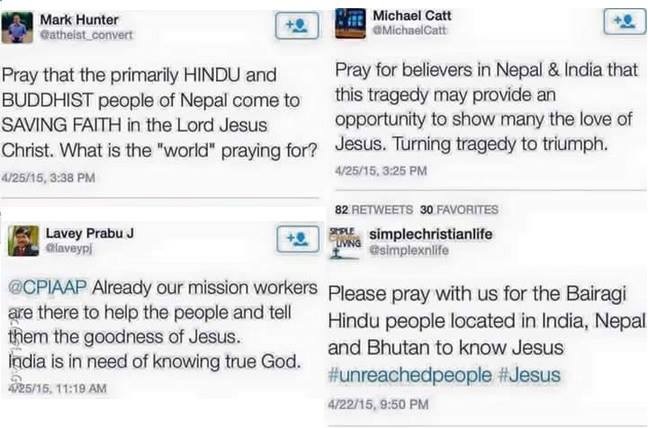 Mark Hunter
@atheist_convert
Pray that the primarily HINDU and
BUDDHIST people of Nepal come to
SAVING FAITH in the Lord Jesus
Christ. What is the "world" praying for?
4/25/15, 3:38 PM
Michael Catt
@MichaelCatt
Pray for believers in Nepal & India that
this tragedy may provide an
opportunity to show many the love of
Jesus. Turning tragedy to triumph.
4/25/15, 3:25 PM
82 RETWEETS 30 FAVORITES
Lavey Prabu J
@laveypj
@CPIAAP Already our mission workers
are there to help the people and tell
them the goodness of Jesus.
India is in need of knowing true God.
4/25/15, 11:19 AM
SIMPLE
LIVING
simplechristianlife
@simplexnlife
Please pray with us for the Bairagi
Hindu people located in India, Nepal
and Bhutan to know Jesus
#unreachedpeople #Jesus
4/22/15, 9:50 PM